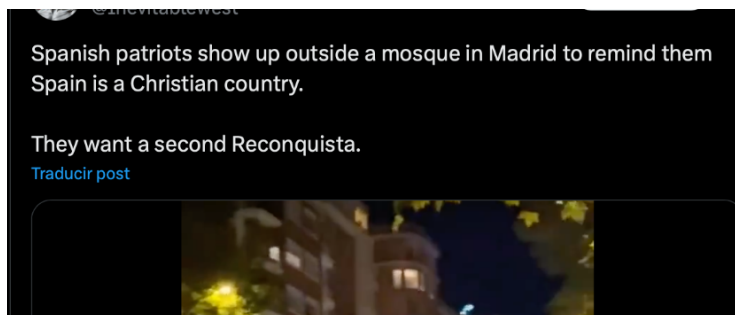 @inevitablewest
Spanish patriots show up outside a mosque in Madrid to remind them
Spain is a Christian country.
They want a second Reconquista.
Traducir post